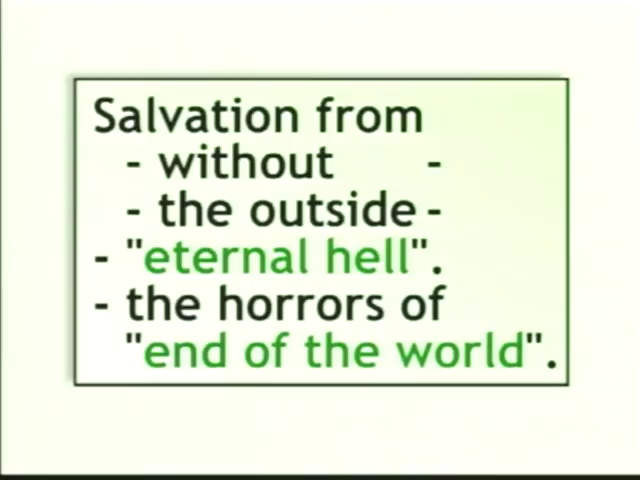 Salvation from
- without -
- the outside -
- "eternal hell".
- the horrors of
"end of the world".